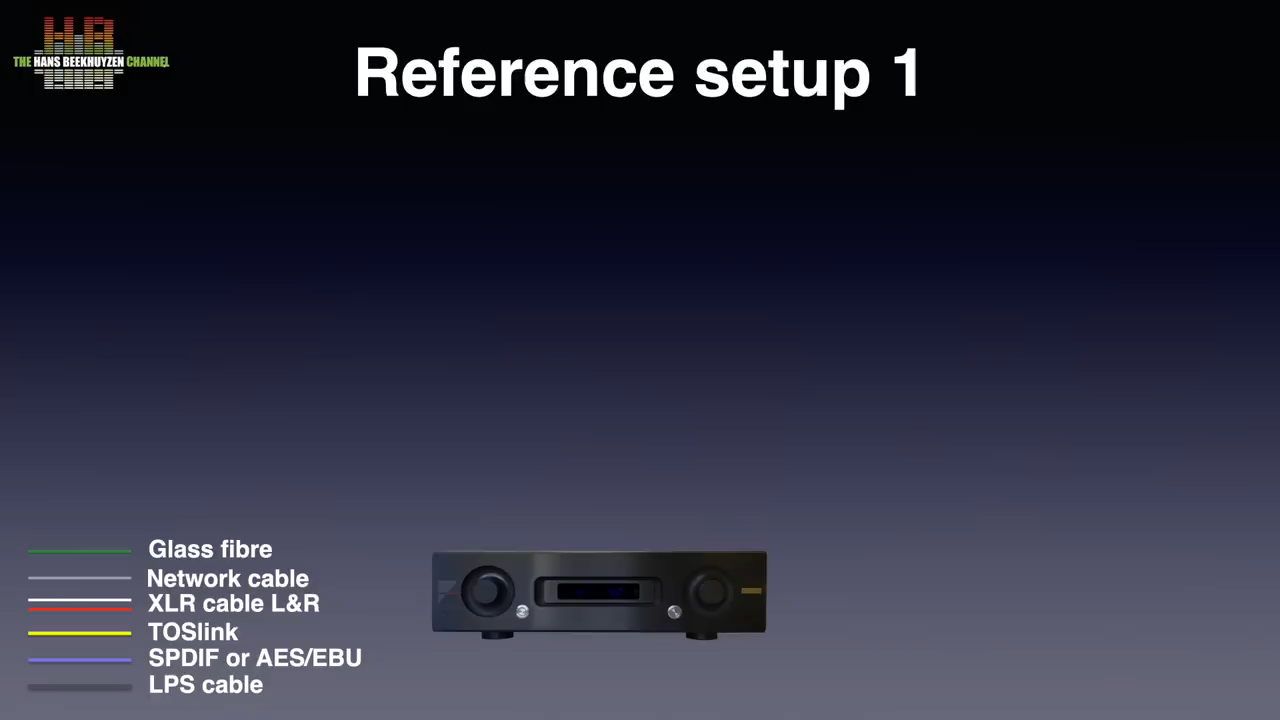 THE HANS BEEKHUYZEN CHANNEL
Reference setup 1
Glass fibre
Network cable
XLR cable L&R
TOSlink
SPDIF or AES/EBU
LPS cable